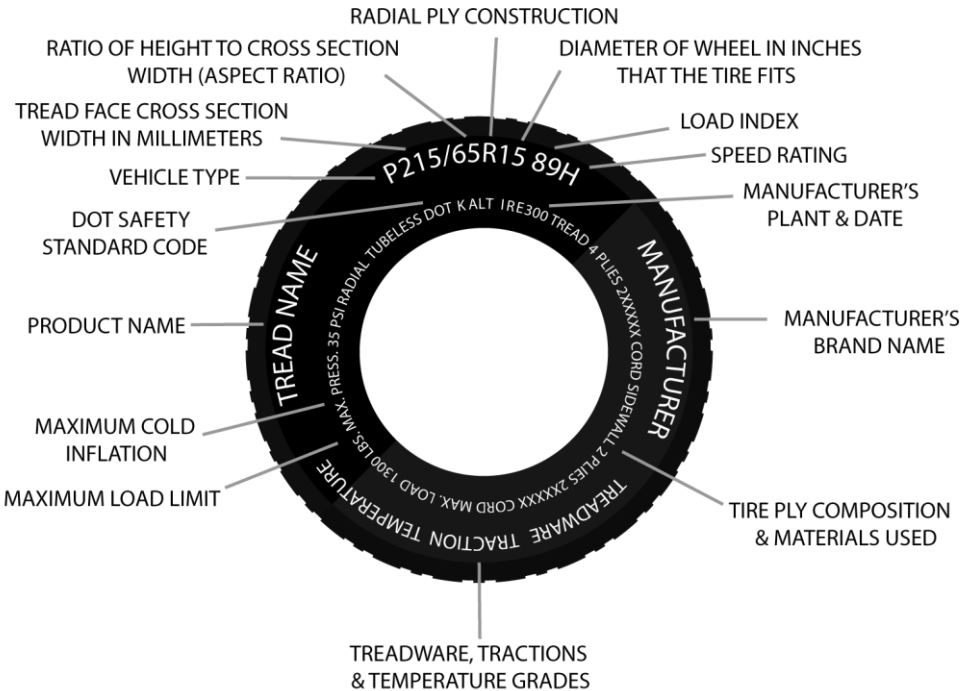 RADIAL PLY CONSTRUCTION
RATIO OF HEIGHT TO CROSS SECTION
WIDTH (ASPECT RATIO)
DIAMETER OF WHEEL IN INCHES
THAT THE TIRE FITS
TREAD FACE CROSS SECTION
WIDTH IN MILLIMETERS
LOAD INDEX
SPEED RATING
VEHICLE TYPE
MANUFACTURER'S
PLANT & DATE
DOT SAFETY
STANDARD CODE
P215/65R15 89H
TREAD NAME
MANUFACTURER
TREADWARE TRACTION TEMPERATURE
MAX. LOAD 1300 LBS. MAX. PRESS. 35 PSI RADIAL TUBELESS DOT KALT IRE300 TREAD 4 PLIES 2XXXXX CORD SIDEWALL 2 PLIES 2XXXXX CORD
PRODUCT NAME
MANUFACTURER'S
BRAND NAME
MAXIMUM COLD
INFLATION
MAXIMUM LOAD LIMIT
TIRE PLY COMPOSITION
& MATERIALS USED
TREADWARE, TRACTIONS
& TEMPERATURE GRADES